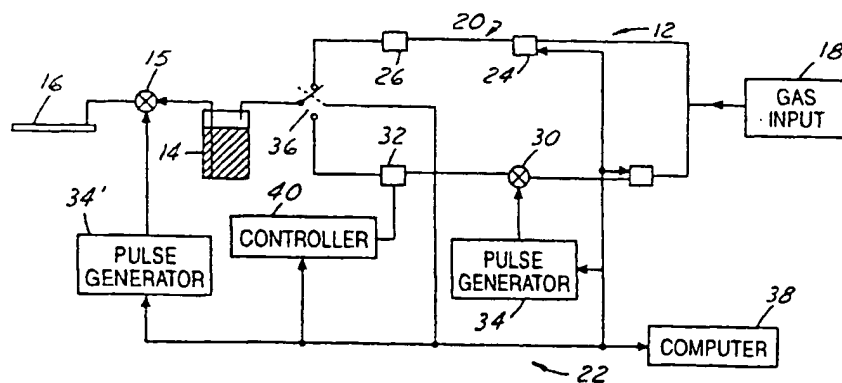 20
12
15
16
26
24
18
GAS
INPUT
14
36
32
30
34'
40
PULSE
GENERATOR
CONTROLLER
PULSE
GENERATOR
34
38
COMPUTER
22